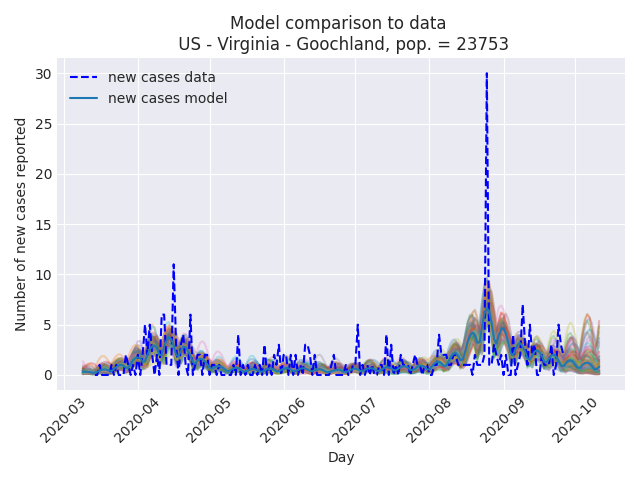 Model comparison to data
US - Virginia - Goochland, pop. = 23753
new cases data
new cases model
Number of new cases reported
30
25
20
15
10
5
0
2020-03
2020-04
2020-05
2020-06
2020-07
2020-08
2020-09
2020-10
Day